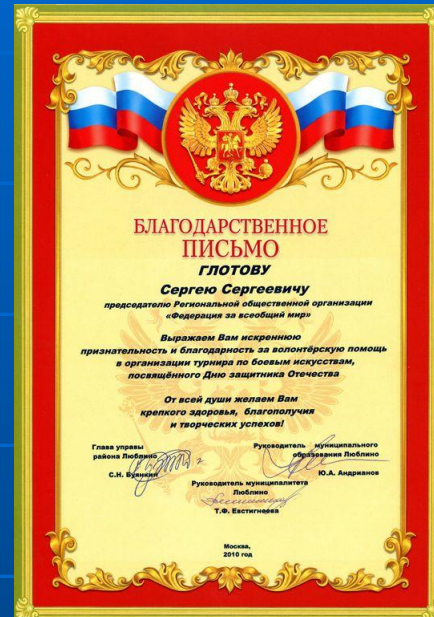 БЛАГОДАРСТВЕННОЕ
ПИСЬМО
ГЛОТОВУ
Сергею Сергеевичу
председателю Региональной общественной организации
«Федерация за всеобщий мир»
Выражаем Вам искреннюю
признательность и благодарность за волонтёрскую помощь
в организации турнира по боевым искусствам,
посвящённого Дню защитника Отечества
От всей души желаем Вам
крепкого здоровья, благополучия
и творческих успехов!
Глава управы
района Люблино
С.Н. Буянкин
Руководитель муниципального
образования Люблино
Ю.А. Андрианов
Руководитель муниципалитета
Люблино
Т.Ф. Евстигнеева
Москва,
2010 год